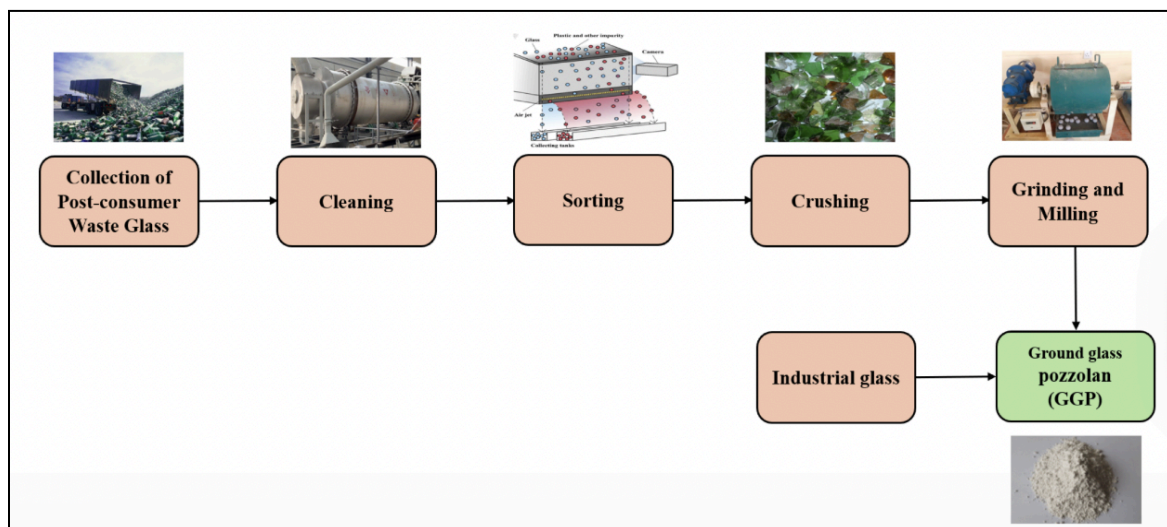 Glass
Plastic and other impurity
Camera
Air jet
Collecting tanks
Collection of
Post-consumer
Waste Glass
Cleaning
Sorting
Crushing
Grinding and
Milling
Industrial glass
Ground glass
pozzolan
(GGP)